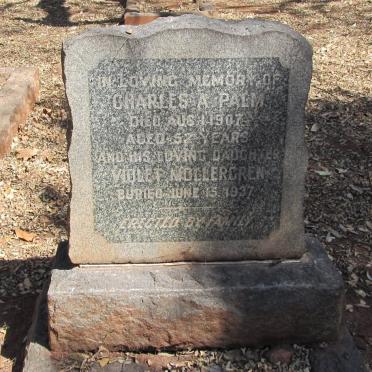 IN LOVING MEMORY OF
CHARLES A. PALM
DIED AUG. 1. 1907
AGED 52 YEARS
AND HIS LOVING DAUGHTER
VIOLET MOLLERGREN
BURIED JUNE 15. 1937
ERECTED BY FAMILY